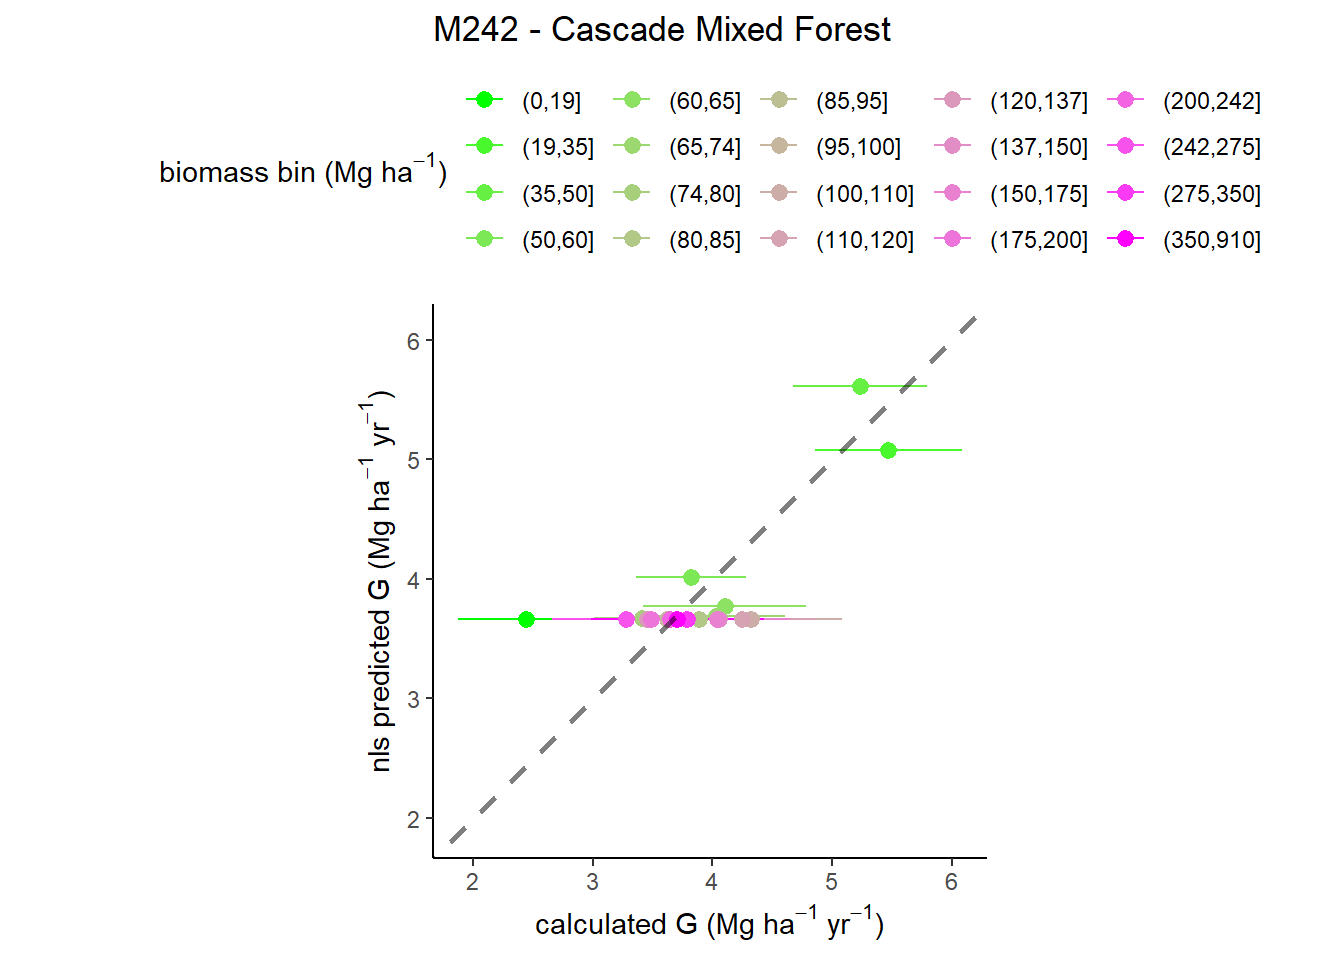 M242 - Cascade Mixed Forest
biomass bin (Mg ha⁻¹)
(0,19] (60,65] (85,95] (120,137] (200,242]
(19,35] (65,74] (95,100] (137,150] (242,275]
(35,50] (74,80] (100,110] (150,175] (275,350]
(50,60] (80,85] (110,120] (175,200] (350,910]
nls predicted G (Mg ha⁻¹ yr⁻¹)
6
5
4
3
2
2 3 4 5 6
calculated G (Mg ha⁻¹ yr⁻¹)